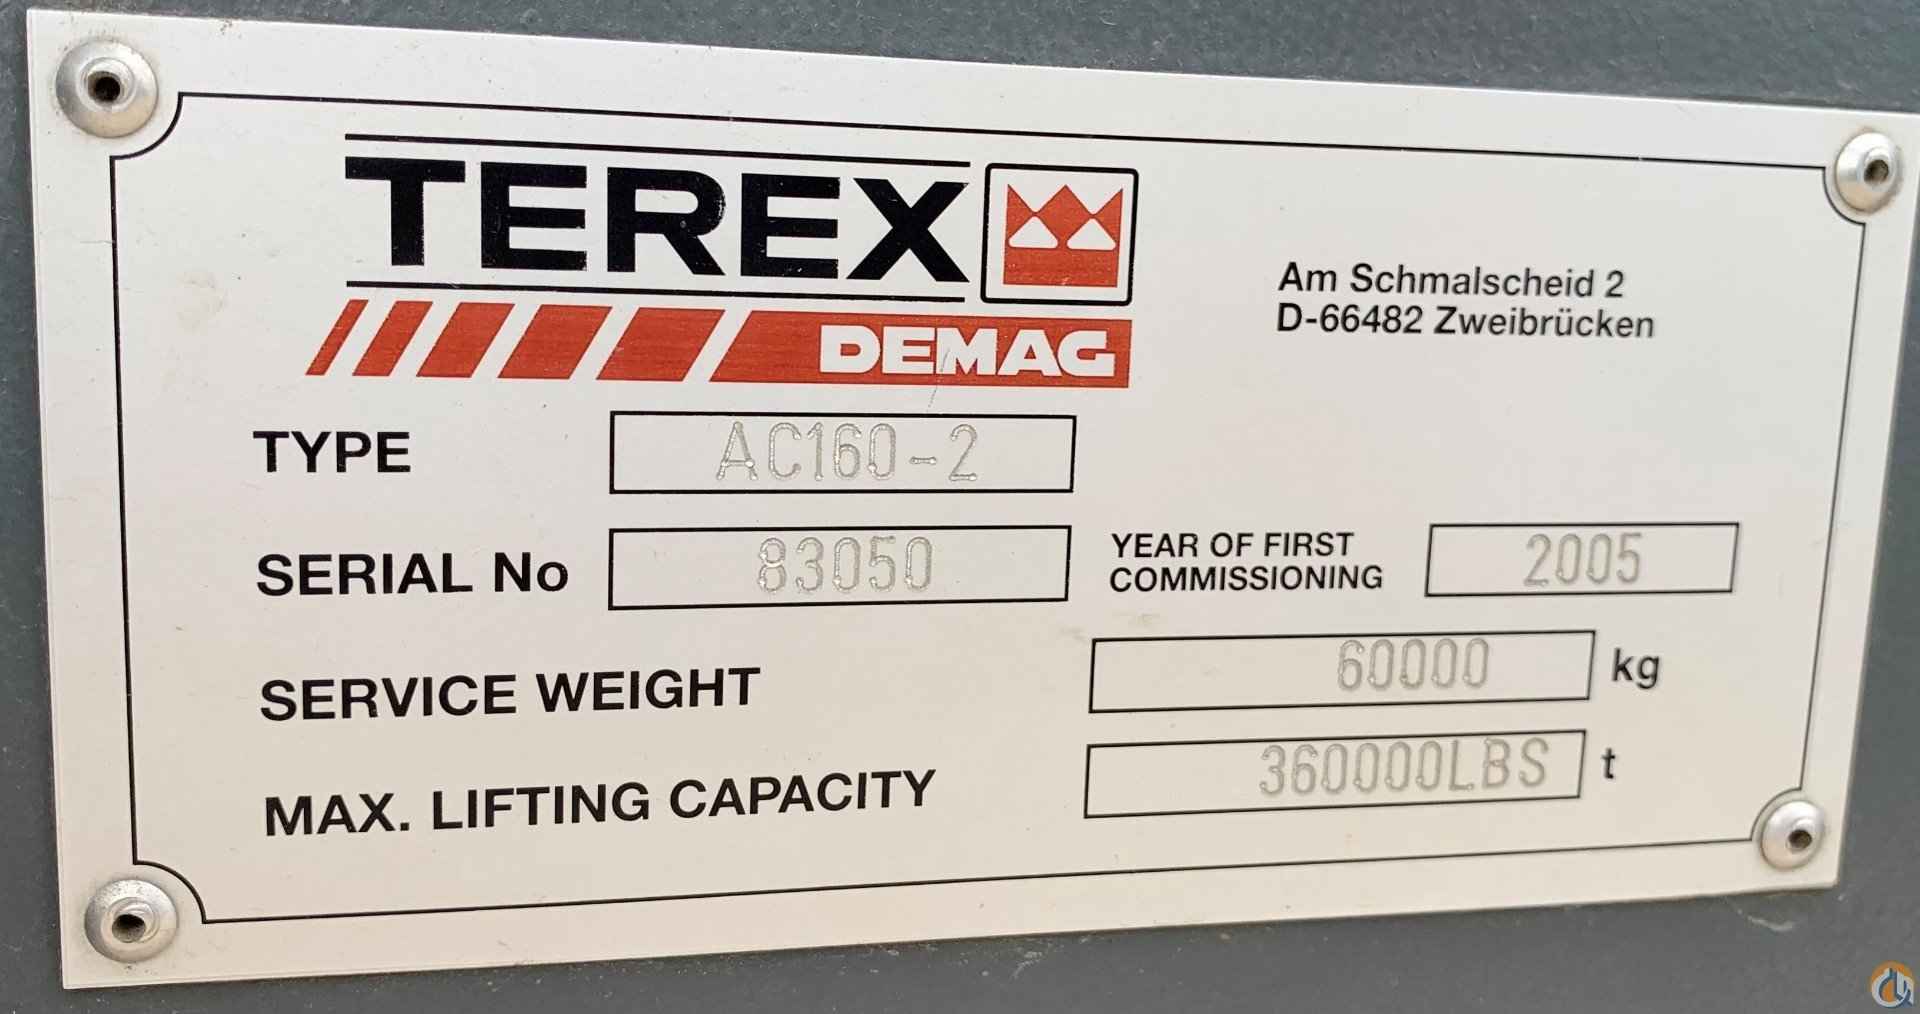 TEREX
DEMAG
Am Schmalscheid 2
D-66482 Zweibrücken
TYPE AC160-2
SERIAL No 83050
YEAR OF FIRST
COMMISSIONING 2005
SERVICE WEIGHT 60000 kg
MAX. LIFTING CAPACITY 360000LBS t